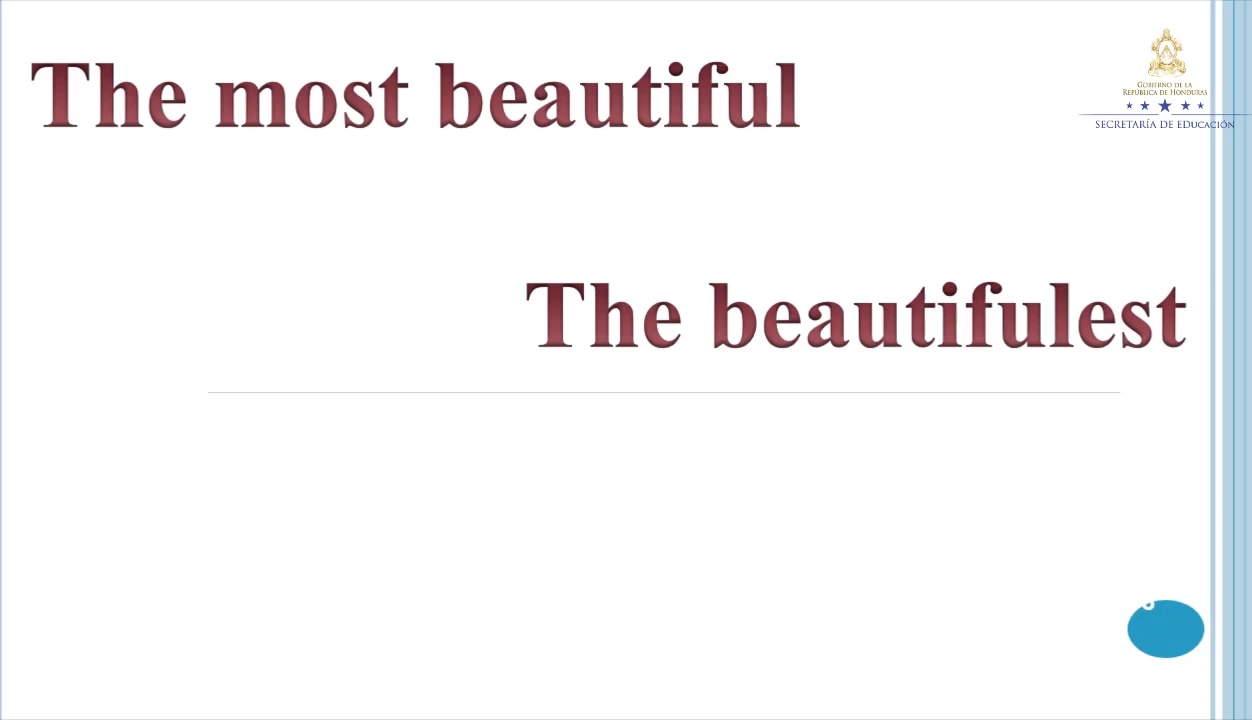 The most beautiful
GOBIERNO DE LA
REPÚBLICA DE HONDURAS
SECRETARÍA DE EDUCACIÓN
The beautifulest